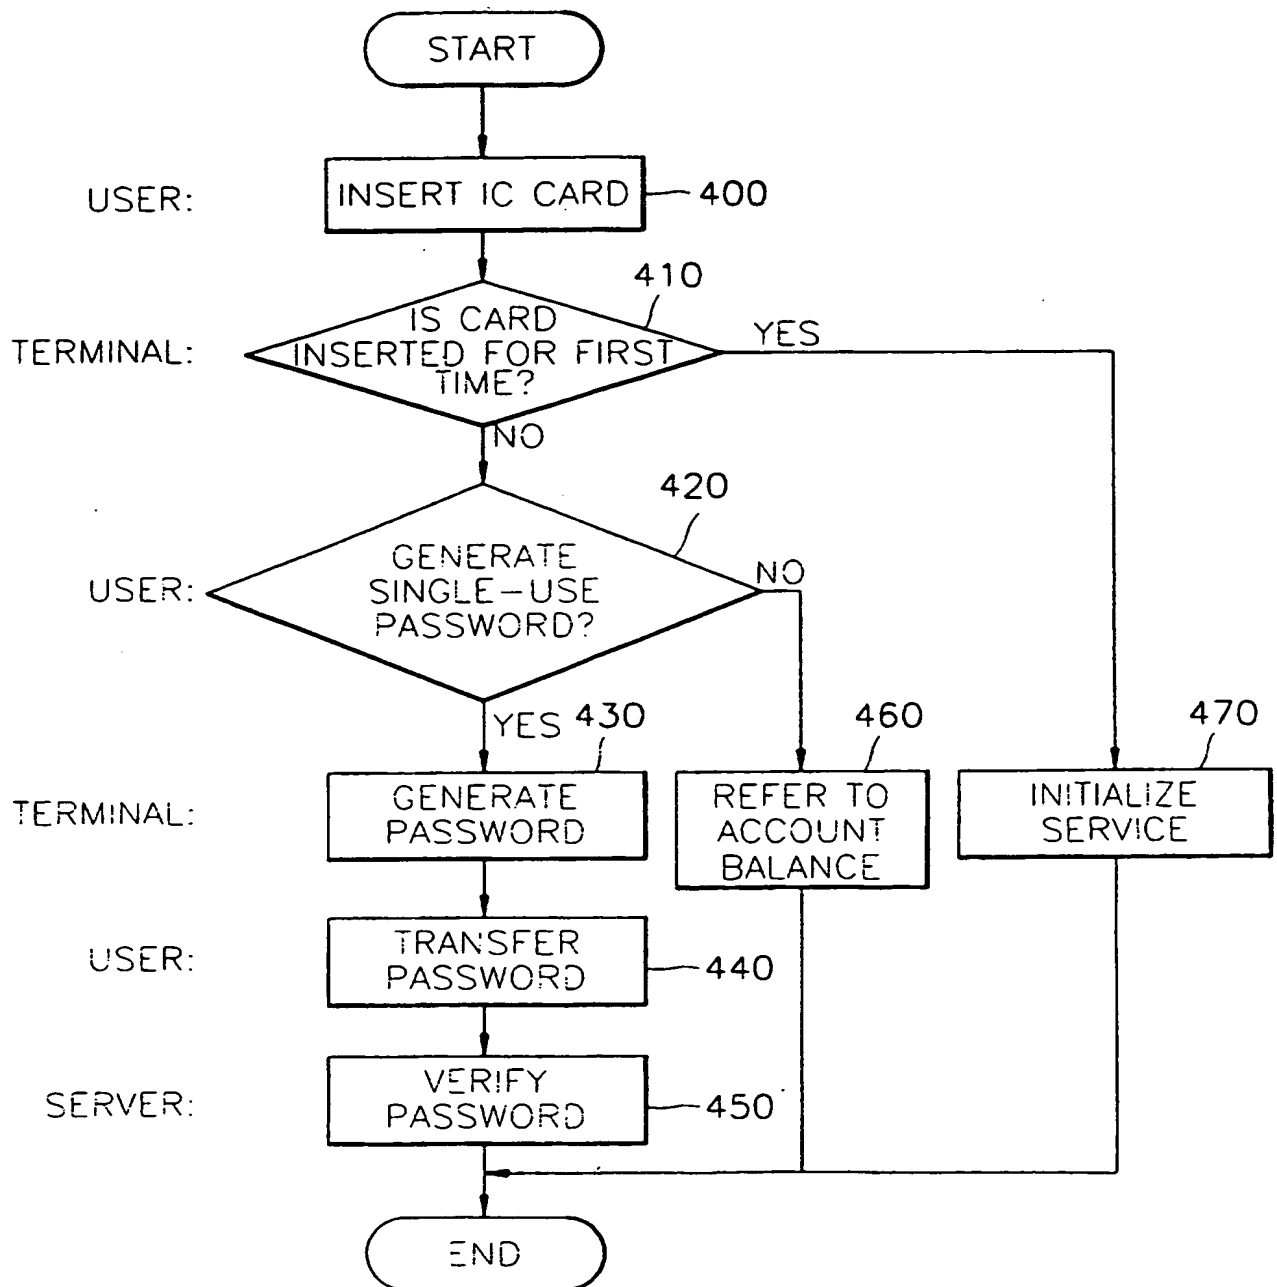 START
USER:
INSERT IC CARD
400
410
TERMINAL:
IS CARD
INSERTED FOR FIRST
TIME?
YES
NO
420
USER:
GENERATE
SINGLE-USE
PASSWORD?
NO
YES
430
460
470
TERMINAL:
GENERATE
PASSWORD
REFER TO
ACCOUNT
BALANCE
INITIALIZE
SERVICE
USER:
TRANSFER
PASSWORD
440
SERVER:
VERIFY
PASSWORD
450
END